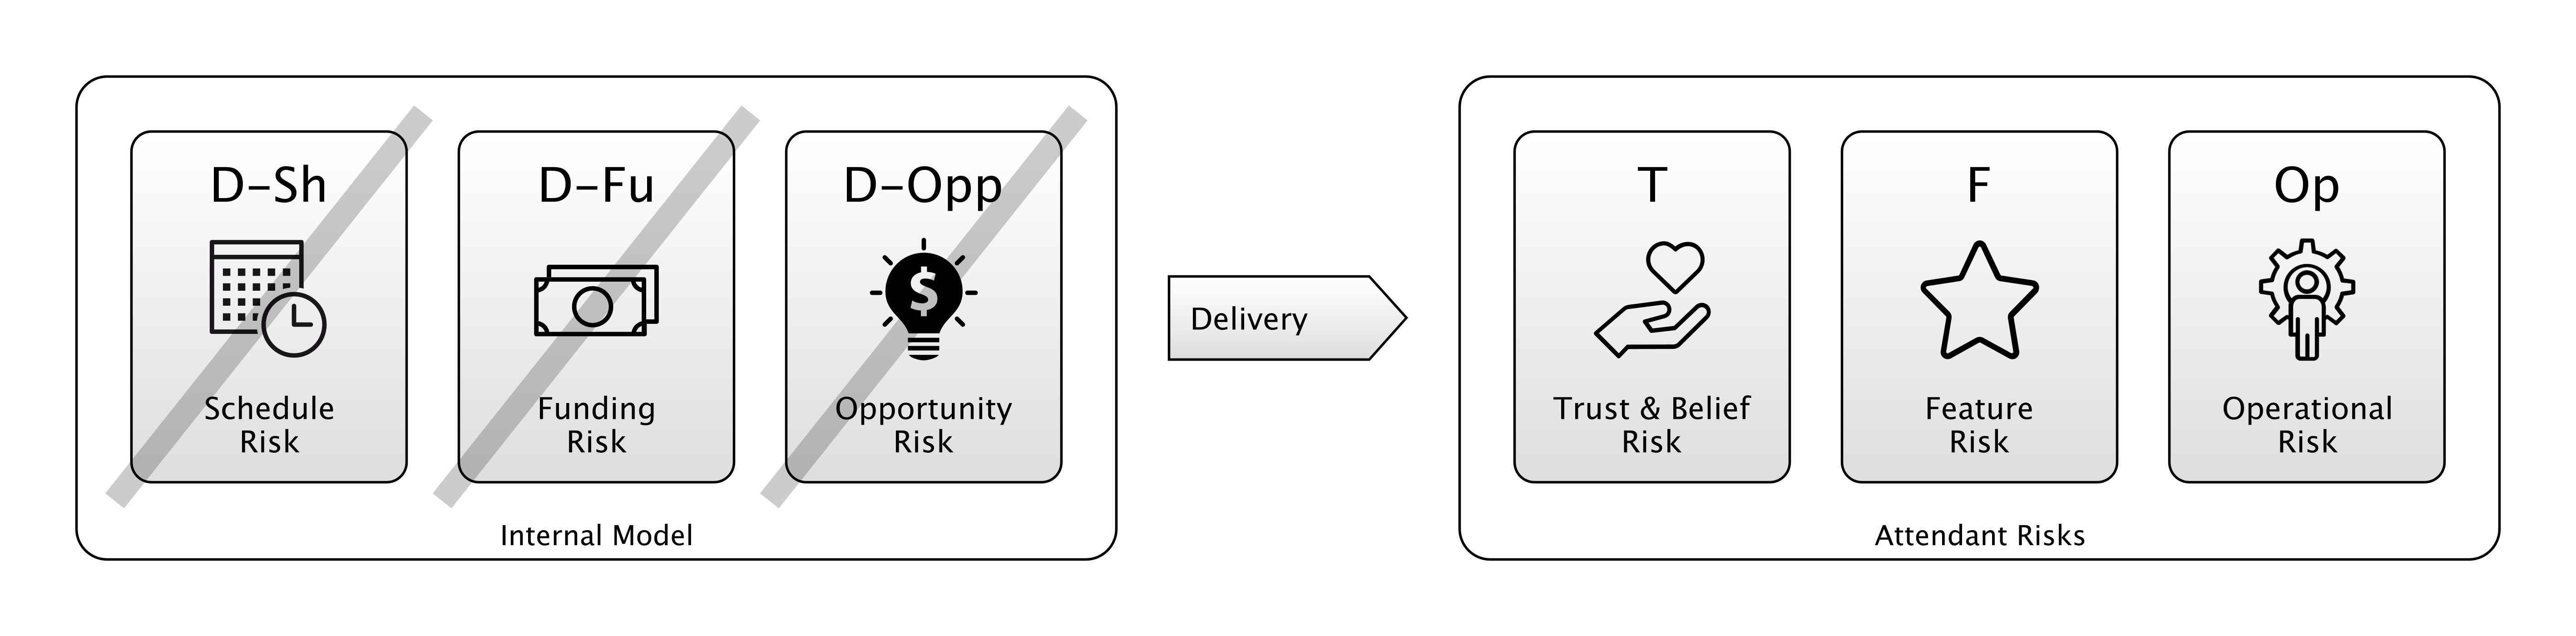 D–Sh
Schedule
Risk
D–Fu
Funding
Risk
D–Opp
$
Opportunity
Risk
Internal Model
Delivery
T
Trust & Belief
Risk
F
Feature
Risk
Op
Operational
Risk
Attendant Risks